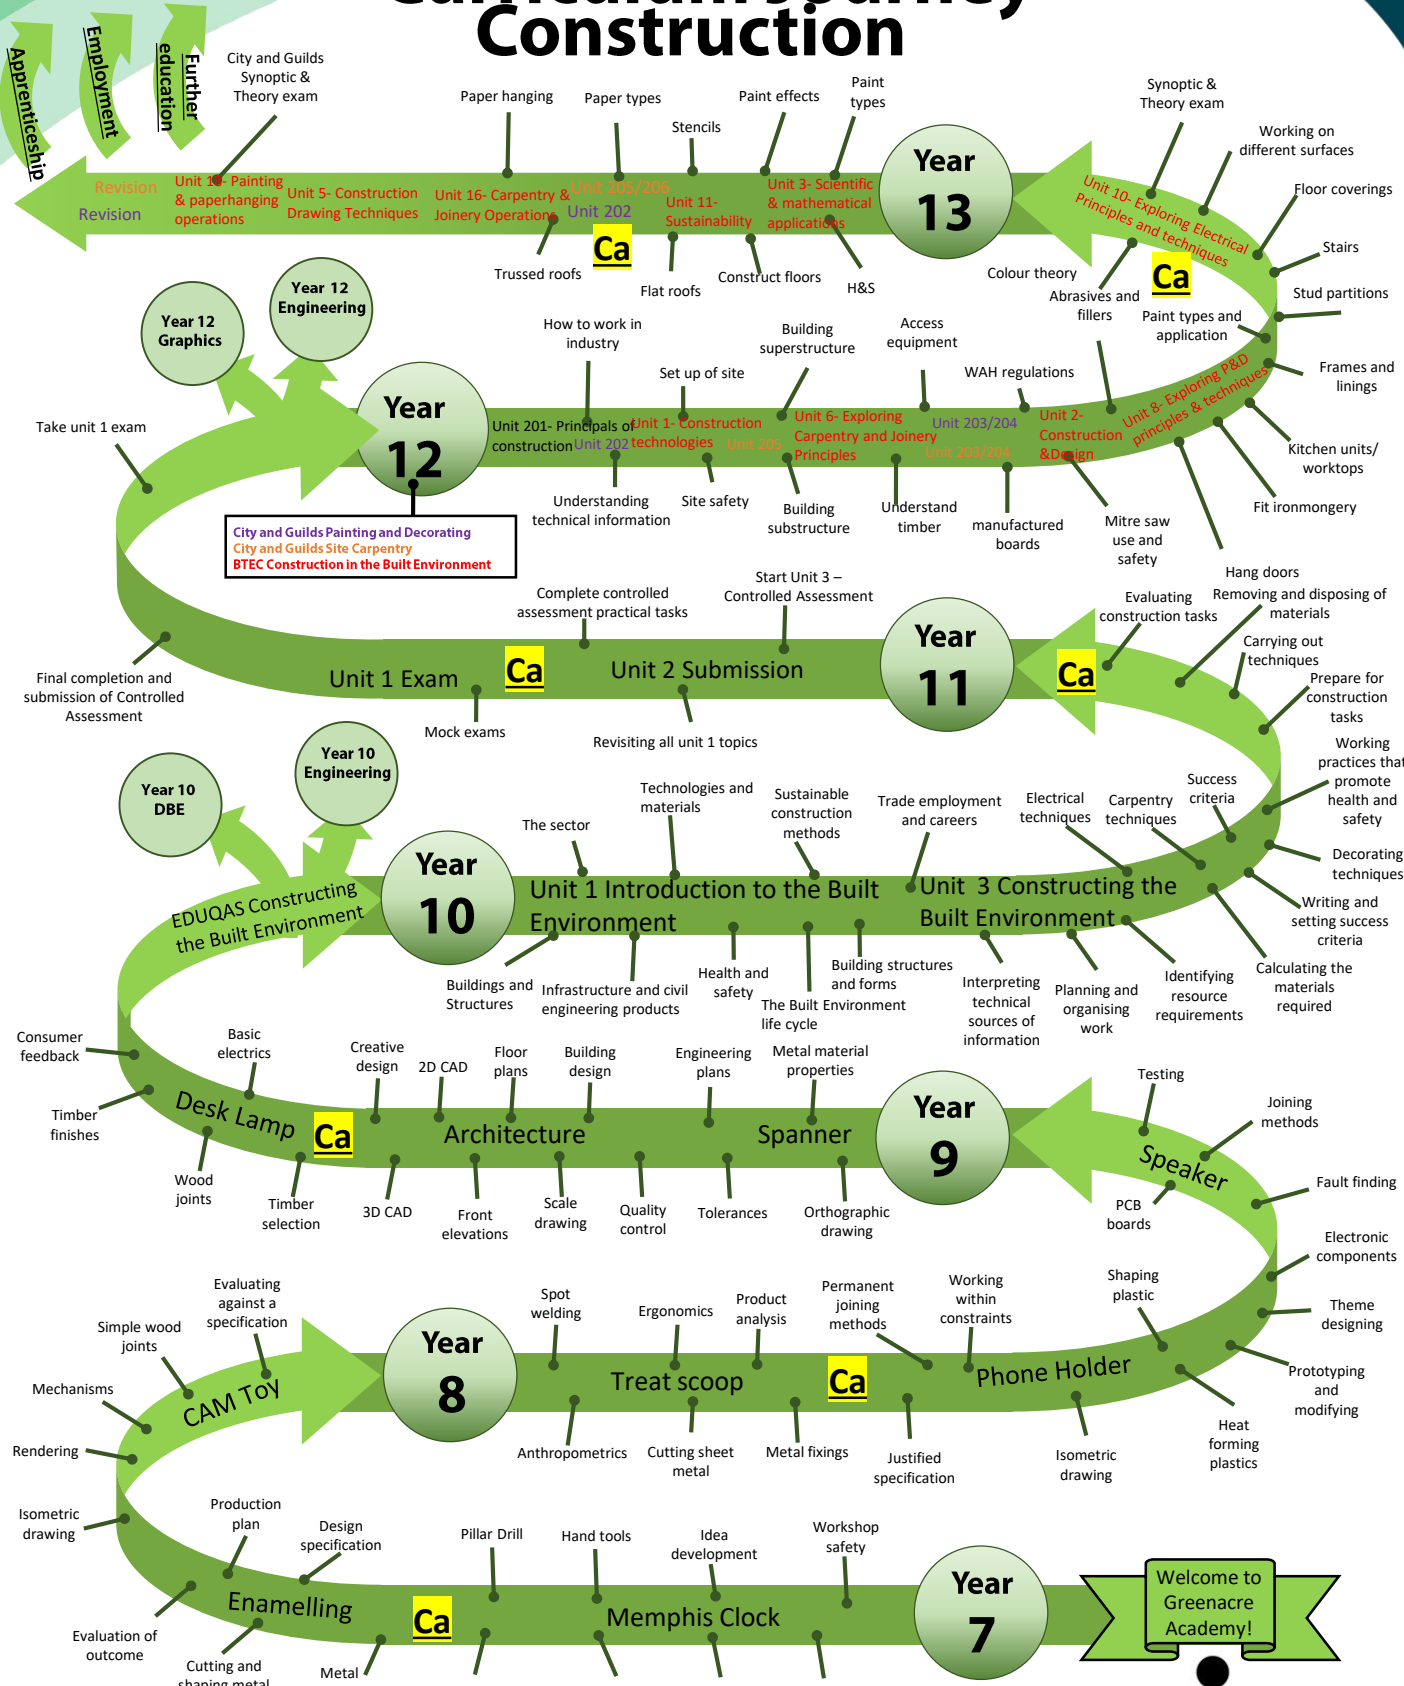 Curriculum Journey
Construction
Apprenticeship
Employment
Further
education
City and Guilds
Synoptic &
Theory exam
Paper hanging
Paper types
Stencils
Paint effects
Paint
types
Synoptic &
Theory exam
Working on
different surfaces
Floor coverings
Stairs
Stud partitions
Revision
Revision
Unit 18- Painting
& paperhanging
operations
Unit 5- Construction
Drawing Techniques
Unit 16- Carpentry &
Joinery Operations
Unit 205/206
Unit 202
Ca
Unit 11-
Sustainability
Unit 3- Scientific
& mathematical
applications
Year
13
Unit 10- Exploring Electrical
Principles and techniques
Ca
Trussed roofs
Flat roofs
Construct floors
H&S
Colour theory
Abrasives and
fillers
Paint types and
application
Year 12
Graphics
Year 12
Engineering
How to work in
industry
Set up of site
Building
superstructure
Access
equipment
WAH regulations
Frames and
linings
Take unit 1 exam
Year
12
Unit 201- Principals of
construction
Unit 202
Unit 1- Construction
technologies
Unit 205
Unit 6- Exploring
Carpentry and Joinery
Principles
Unit 203/204
Unit 203/204
Unit 2-
Construction
&Design
Unit 8- Exploring P&D
principles & techniques
Kitchen units/
worktops
Fit ironmongery
Understanding
technical information
Site safety
Building
substructure
Understand
timber
manufactured
boards
Mitre saw
use and
safety
Hang doors
City and Guilds Painting and Decorating
City and Guilds Site Carpentry
BTEC Construction in the Built Environment
Complete controlled
assessment practical tasks
Start Unit 3 –
Controlled Assessment
Evaluating
construction tasks
Removing and disposing of
materials
Carrying out
techniques
Prepare for
construction
tasks
Final completion and
submission of Controlled
Assessment
Unit 1 Exam
Ca
Unit 2 Submission
Year
11
Ca
Mock exams
Revisiting all unit 1 topics
Working
practices that
promote
health and
safety
Year 10
DBE
Year 10
Engineering
The sector
Technologies and
materials
Sustainable
construction
methods
Trade employment
and careers
Electrical
techniques
Carpentry
techniques
Success
criteria
Decorating
techniques
EDUQAS Constructing
the Built Environment
Year
10
Unit 1 Introduction to the Built
Environment
Unit 3 Constructing the
Built Environment
Writing and
setting success
criteria
Buildings and
Structures
Infrastructure and civil
engineering products
Health and
safety
The Built Environment
life cycle
Building structures
and forms
Interpreting
technical
sources of
information
Planning and
organising
work
Identifying
resource
requirements
Calculating the
materials
required
Consumer
feedback
Basic
electrics
Creative
design
2D CAD
Floor
plans
Building
design
Engineering
plans
Metal material
properties
Testing
Joining
methods
Timber
finishes
Desk Lamp
Ca
Architecture
Spanner
Year
9
Speaker
Fault finding
Wood
joints
Timber
selection
3D CAD
Front
elevations
Scale
drawing
Quality
control
Tolerances
Orthographic
drawing
PCB
boards
Electronic
components
Evaluating
against a
specification
Simple wood
joints
Spot
welding
Ergonomics
Product
analysis
Permanent
joining
methods
Working
within
constraints
Shaping
plastic
Theme
designing
Mechanisms
CAM Toy
Year
8
Treat scoop
Ca
Phone Holder
Prototyping
and
modifying
Rendering
Anthropometrics
Cutting sheet
metal
Metal fixings
Justified
specification
Isometric
drawing
Heat
forming
plastics
Isometric
drawing
Production
plan
Design
specification
Pillar Drill
Hand tools
Idea
development
Workshop
safety
Enamelling
Ca
Memphis Clock
Year
7
Welcome to
Greenacre
Academy!
Evaluation of
outcome
Cutting and
shaping metal
Metal